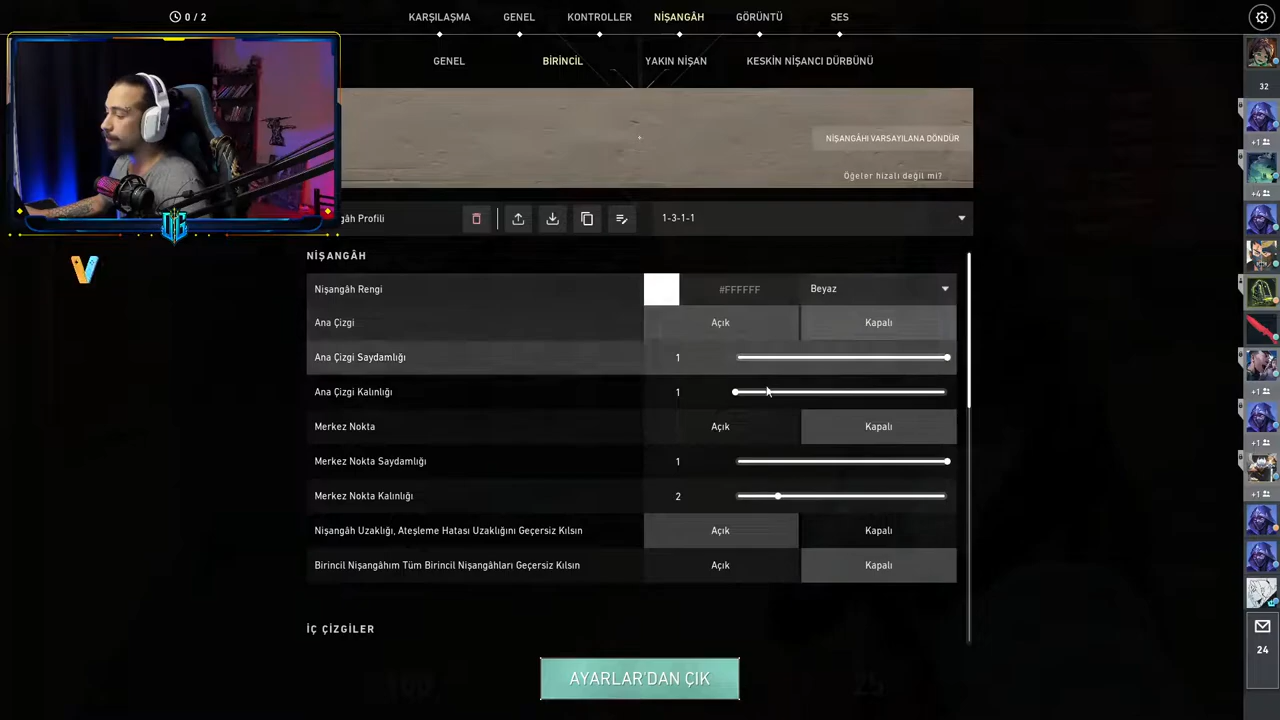 0 / 2
KARŞILAŞMA
GENEL
KONTROLLER
NİŞANGÂH
GÖRÜNTÜ
SES
GENEL
BİRİNCİL
YAKIN NİŞAN
KESKİN NİŞANCI DÜRBÜNÜ
NİŞANGÂHI VARSAYILANA DÖNDÜR
Öğeler hizalı değil mi?
gâh Profili
1-3-1-1
NİŞANGÂH
Nişangâh Rengi
#FFFFFF
Beyaz
Ana Çizgi
Açık
Kapalı
Ana Çizgi Saydamlığı
1
Ana Çizgi Kalınlığı
1
Merkez Nokta
Açık
Kapalı
Merkez Nokta Saydamlığı
1
Merkez Nokta Kalınlığı
2
Nişangâh Uzaklığı, Ateşleme Hatası Uzaklığını Geçersiz Kılsın
Açık
Kapalı
Birincil Nişangâhım Tüm Birincil Nişangâhları Geçersiz Kılsın
Açık
Kapalı
İÇ ÇİZGİLER
AYARLAR'DAN ÇIK
32
+1
+4
+1
+1
+1
24